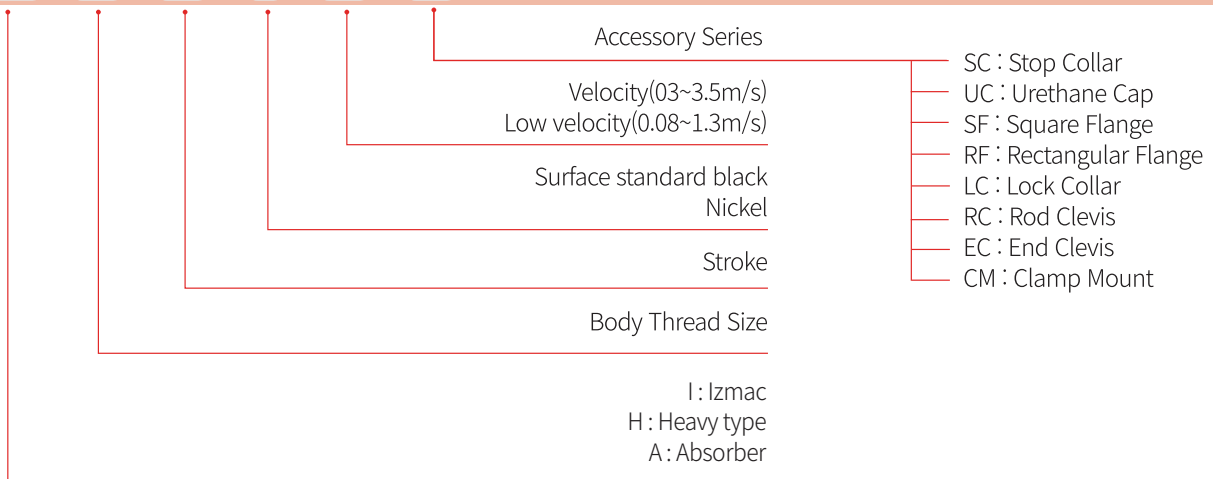 Accessory Series
Velocity(03~3.5m/s)
Low velocity(0.08~1.3m/s)
Surface standard black
Nickel
Stroke
Body Thread Size
I : Izmac
H : Heavy type
A : Absorber
SC : Stop Collar
UC : Urethane Cap
SF : Square Flange
RF : Rectangular Flange
LC : Lock Collar
RC : Rod Clevis
EC : End Clevis
CM : Clamp Mount